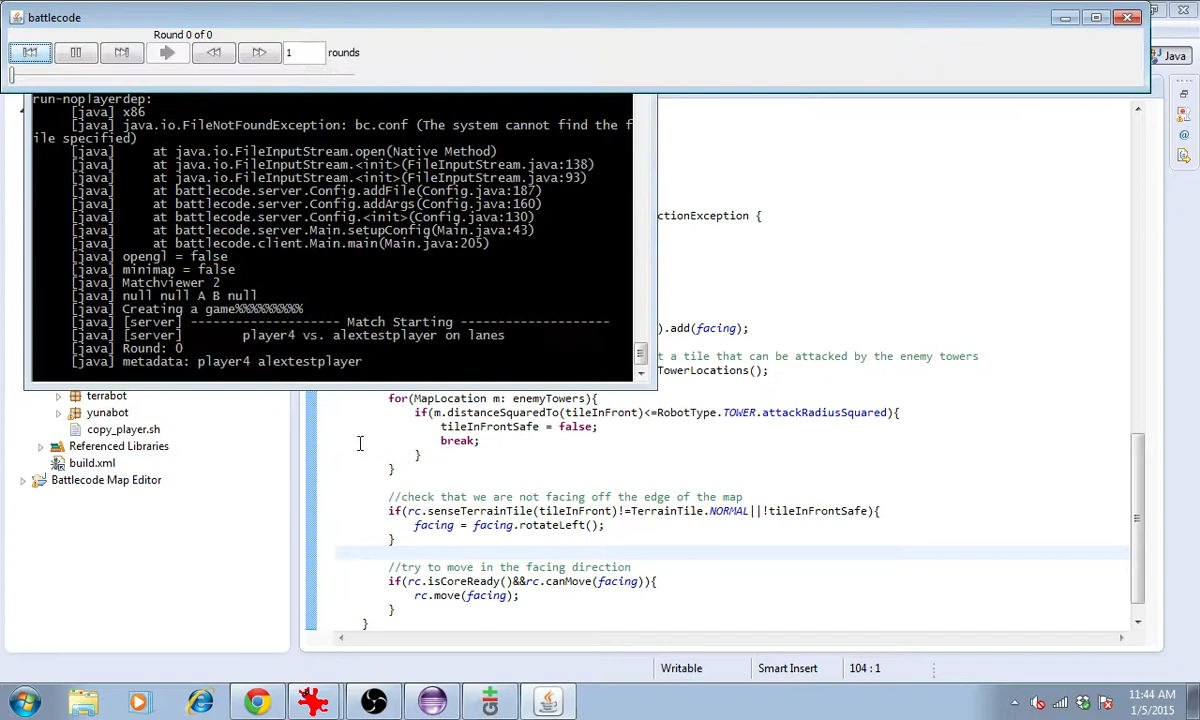 battlecode
Round 0 of 0
1 rounds
Java
run-noplayerdep:
[java] x86
[java] java.io.FileNotFoundException: bc.conf (The system cannot find the f
ile specified)
[java] at java.io.FileInputStream.open(Native Method)
[java] at java.io.FileInputStream.<init>(FileInputStream.java:138)
[java] at java.io.FileInputStream.<init>(FileInputStream.java:93)
[java] at battlecode.server.Config.addFile(Config.java:187)
[java] at battlecode.server.Config.addArgs(Config.java:160)
[java] at battlecode.server.Config.<init>(Config.java:130)
[java] at battlecode.server.Main.setupConfig(Main.java:43)
[java] at battlecode.client.Main.main(Main.java:205)
[java] opengl = false
[java] minimap = false
[java] Matchviewer 2
[java] null null A B null
[java] Creating a game%%%%%%%%%
[java] [server] -------------------- Match Starting --------------------
[java] [server] player4 vs. alextestplayer on lanes
[java] Round: 0
[java] metadata: player4 alextestplayer
ctionException {
).add(facing);
t a tile that can be attacked by the enemy towers
TowerLocations();
for(MapLocation m: enemyTowers){
if(m.distanceSquaredTo(tileInFront)<=RobotType.TOWER.attackRadiusSquared){
tileInFrontSafe = false;
break;
}
}
//check that we are not facing off the edge of the map
if(rc.senseTerrainTile(tileInFront)!=TerrainTile.NORMAL||!tileInFrontSafe){
facing = facing.rotateLeft();
}
//try to move in the facing direction
if(rc.isCoreReady()&&rc.canMove(facing)){
rc.move(facing);
}
}
terrabot
yunabot
copy_player.sh
Referenced Libraries
build.xml
Battlecode Map Editor
Writable
Smart Insert
104 : 1
11:44 AM
1/5/2015